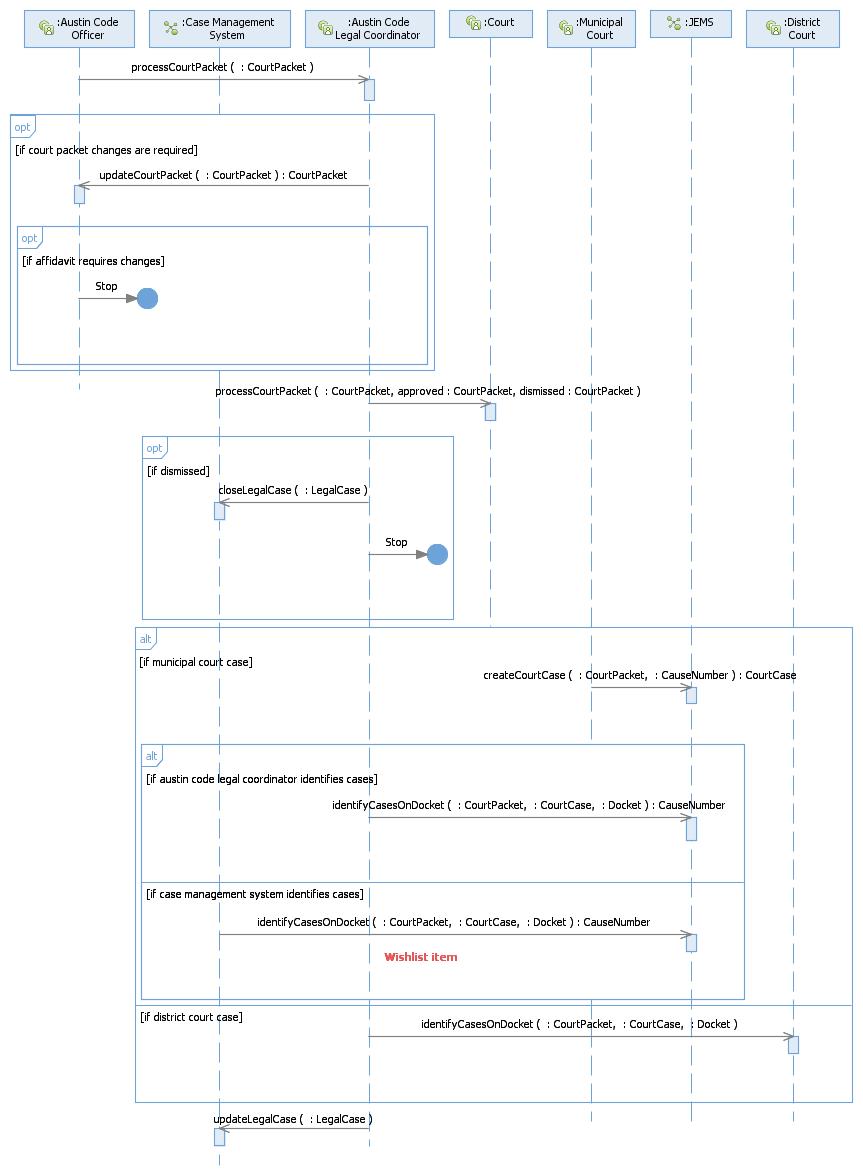 :Austin Code
Officer
:Case Management
System
:Austin Code
Legal Coordinator
:Court
:Municipal
Court
:JEMS
:District
Court
processCourtPacket ( : CourtPacket )
opt
[if court packet changes are required]
updateCourtPacket ( : CourtPacket ) : CourtPacket
opt
[if affidavit requires changes]
Stop
processCourtPacket ( : CourtPacket, approved : CourtPacket, dismissed : CourtPacket )
opt
[if dismissed]
closeLegalCase ( : LegalCase )
Stop
alt
[if municipal court case]
createCourtCase ( : CourtPacket, : CauseNumber ) : CourtCase
alt
[if austin code legal coordinator identifies cases]
identifyCasesOnDocket ( : CourtPacket, : CourtCase, : Docket ) : CauseNumber
[if case management system identifies cases]
identifyCasesOnDocket ( : CourtPacket, : CourtCase, : Docket ) : CauseNumber
Wishlist item
[if district court case]
identifyCasesOnDocket ( : CourtPacket, : CourtCase, : Docket )
updateLegalCase ( : LegalCase )